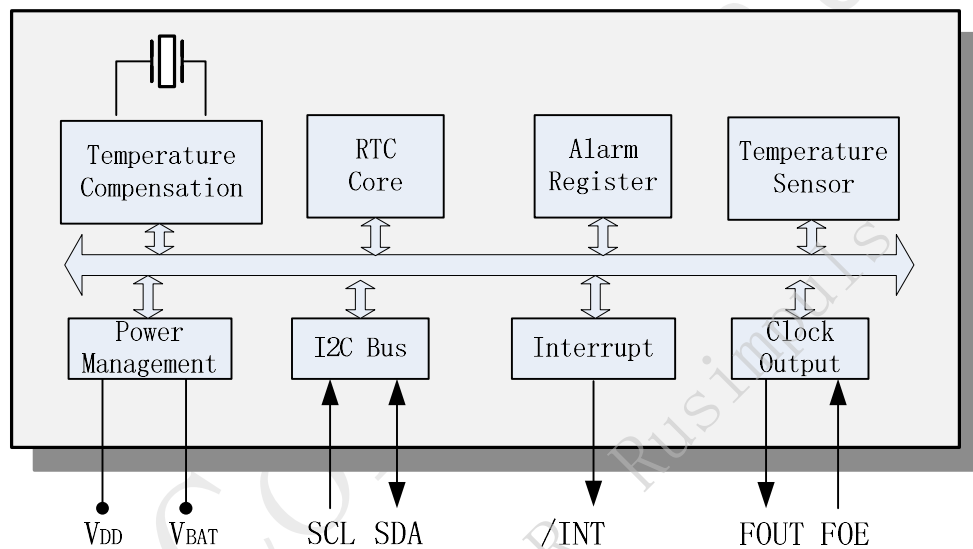 Temperature
Compensation
RTC
Core
Alarm
Register
Temperature
Sensor
Power
Management
I2C Bus
Interrupt
Clock
Output
VDD
VBAT
SCL
SDA
/INT
FOUT
FOE
Rusimpuls